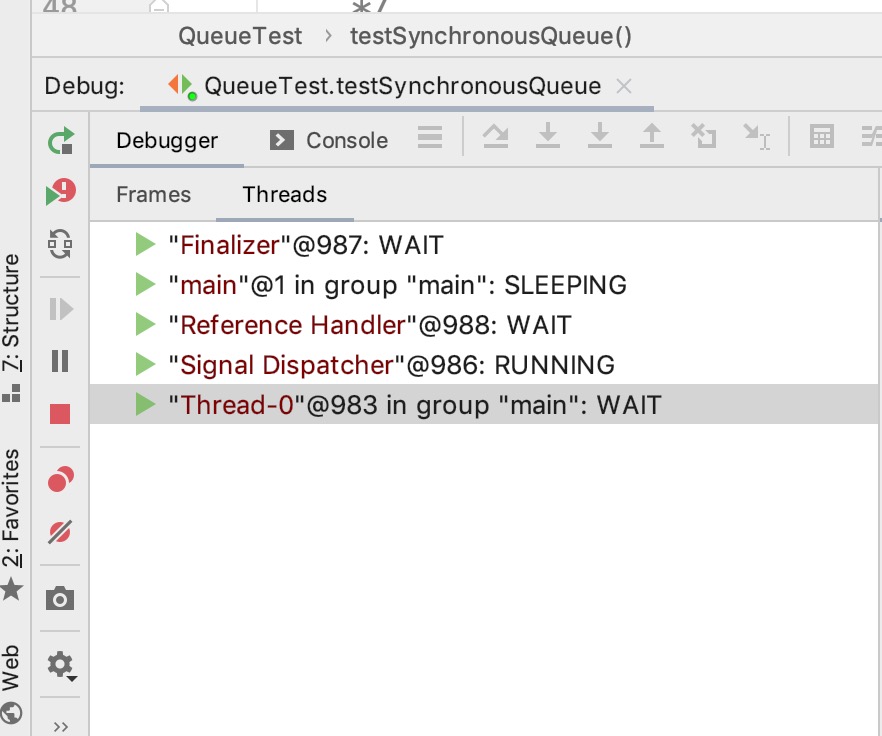 48 */
QueueTest › testSynchronousQueue()
Debug: QueueTest.testSynchronousQueue
Debugger Console
Frames Threads
"Finalizer"@987: WAIT
"main"@1 in group "main": SLEEPING
"Reference Handler"@988: WAIT
"Signal Dispatcher"@986: RUNNING
"Thread-0"@983 in group "main": WAIT
7: Structure
2: Favorites
Web